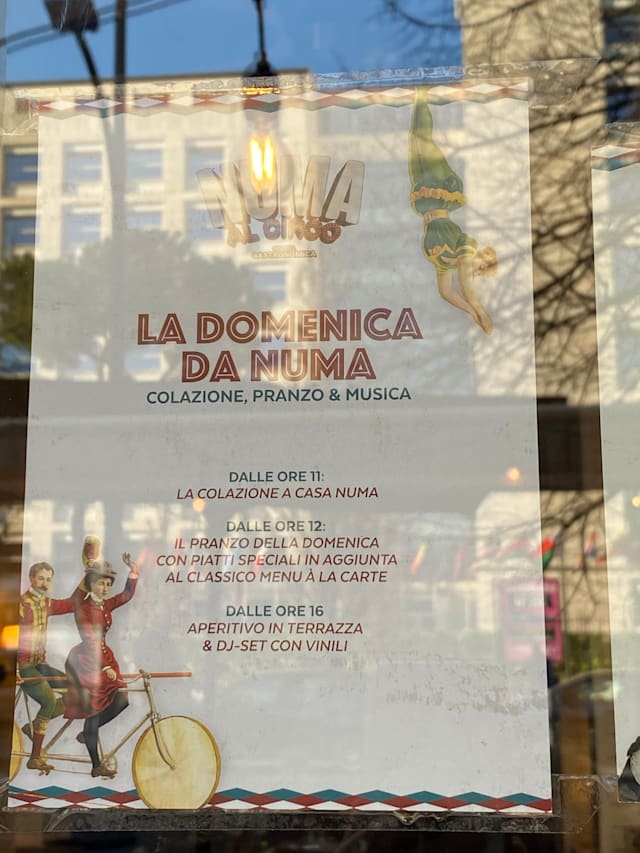 NUMA
AL CIRCO
GASTRONOMICA
LA DOMENICA
DA NUMA
COLAZIONE, PRANZO & MUSICA
DALLE ORE 11:
LA COLAZIONE A CASA NUMA
DALLE ORE 12:
IL PRANZO DELLA DOMENICA
CON PIATTI SPECIALI IN AGGIUNTA
AL CLASSICO MENU À LA CARTE
DALLE ORE 16
APERITIVO IN TERRAZZA
& DJ-SET CON VINILI